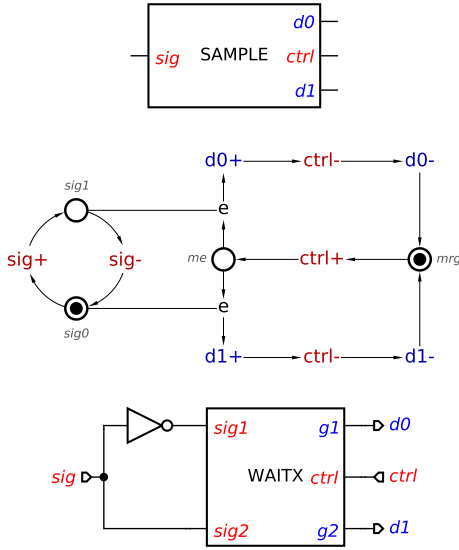 d0
sig SAMPLE ctrl
d1
d0+ ctrl- d0-
sig1
e
sig+ sig- me ctrl+ mrg
e
sig0
d1+ ctrl- d1-
sig1 g1 d0
sig WAITX ctrl ctrl
sig2 g2 d1